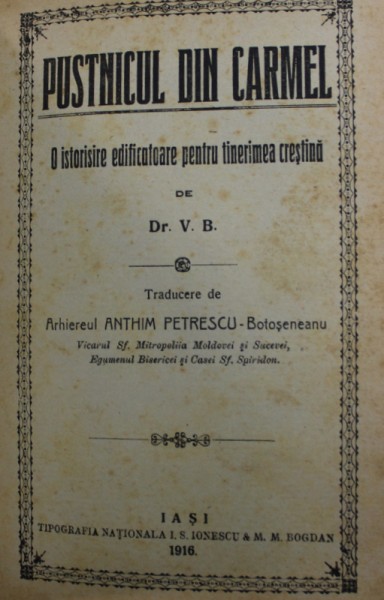 PUSTNICUL DIN CARMEL
O istorisire edificatoare pentru tinerimea creştină
DE
Dr. V. B.
Traducere de
Arhiereul ANTHIM PETRESCU - Botoşeneanu
Vicarul Sf. Mitropoliia Moldovei şi Sucevei,
Egumenul Bisericei şi Casei Sf. Spiridon.
IAŞI
TIPOGRAFIA NAŢIONALA I. S. IONESCU & M. M. BOGDAN
1916.